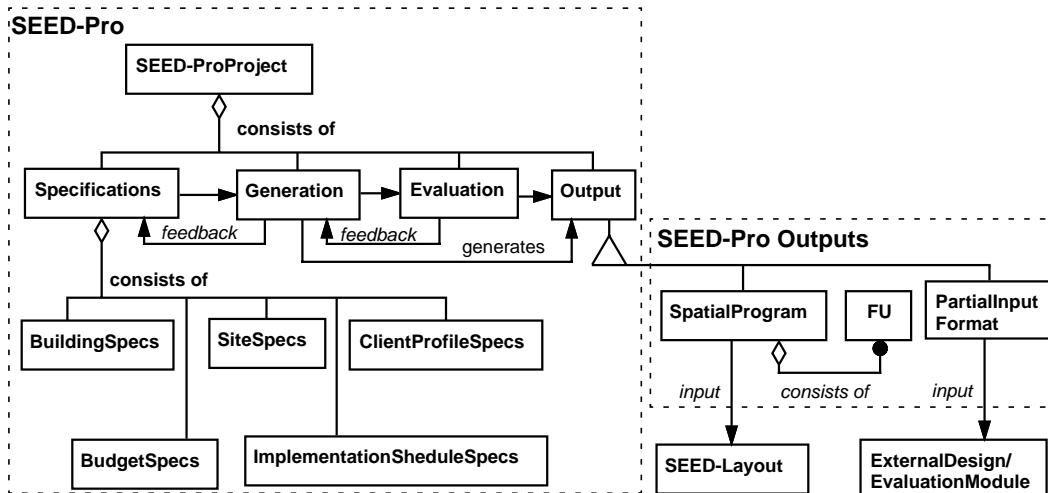 SEED-Pro
SEED-ProProject
consists of
Specifications
Generation
Evaluation
Output
feedback
feedback
generates
SEED-Pro Outputs
consists of
SpatialProgram
FU
PartialInput
Format
BuildingSpecs
SiteSpecs
ClientProfileSpecs
input
consists of
input
BudgetSpecs
ImplementationSheduleSpecs
SEED-Layout
ExternalDesign/
EvaluationModule